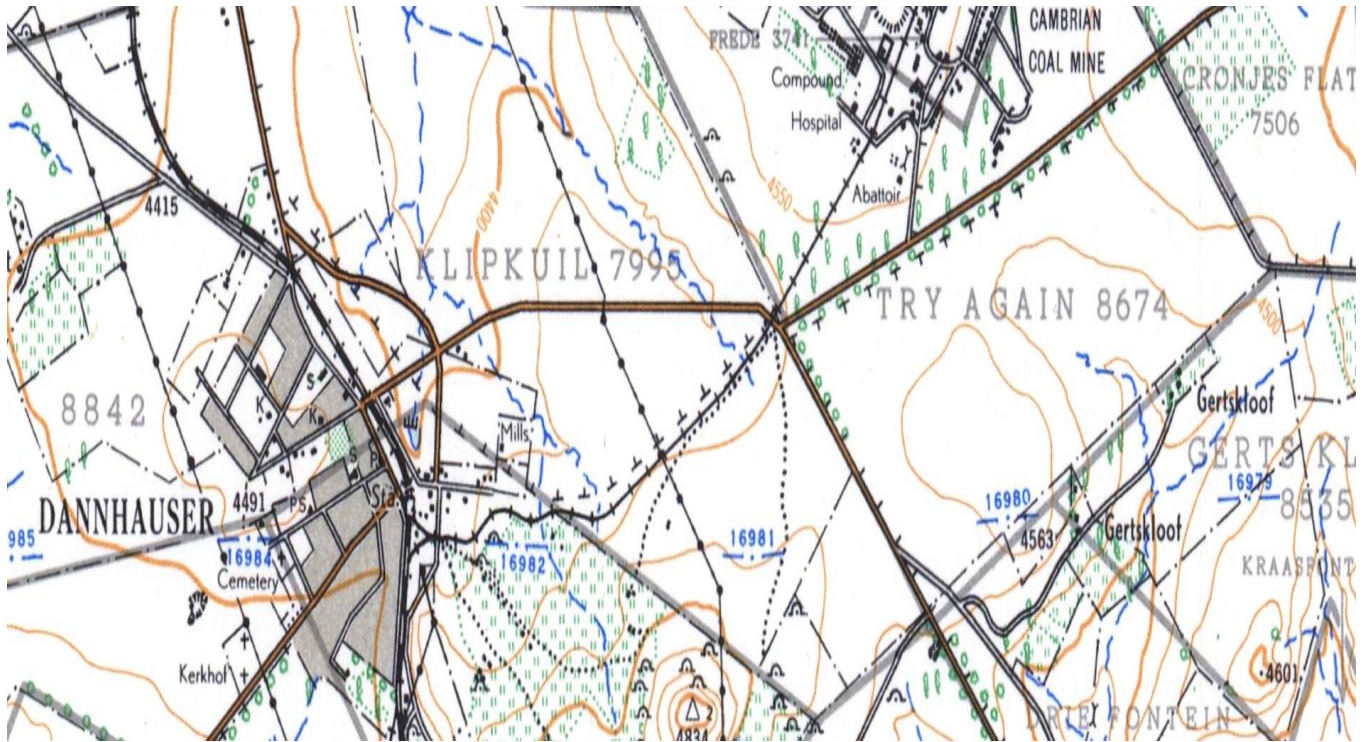 CAMBRIAN
COAL MINE
FREDE 3741
Compound
Hospital
CRONJES FLAT
7506
Abattoir
4550
4415
4400
KLIPKUIL 7995
TRY AGAIN 8674
4500
8842
S
K
K
Mills
Gertskloof
GERTS KL
8535
S
P
4491
PS
Sta.
DANNHAUSER
16979
16980
4563
Gertskloof
985
16984
16982
16981
Cemetery
KRAASFONT
Kerkhof
4601
DRIE FONTEIN
2
4834